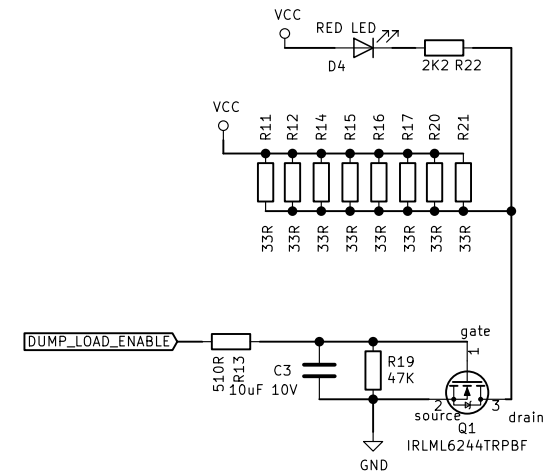 VCC
RED LED
D4
2K2 R22
VCC
R11
R12
R14
R15
R16
R17
R20
R21
33R
33R
33R
33R
33R
33R
33R
33R
DUMP_LOAD_ENABLE
510R
R13
C3
10uF 10V
R19
47K
gate
1
2
3
source
drain
Q1
IRLML6244TRPBF
GND